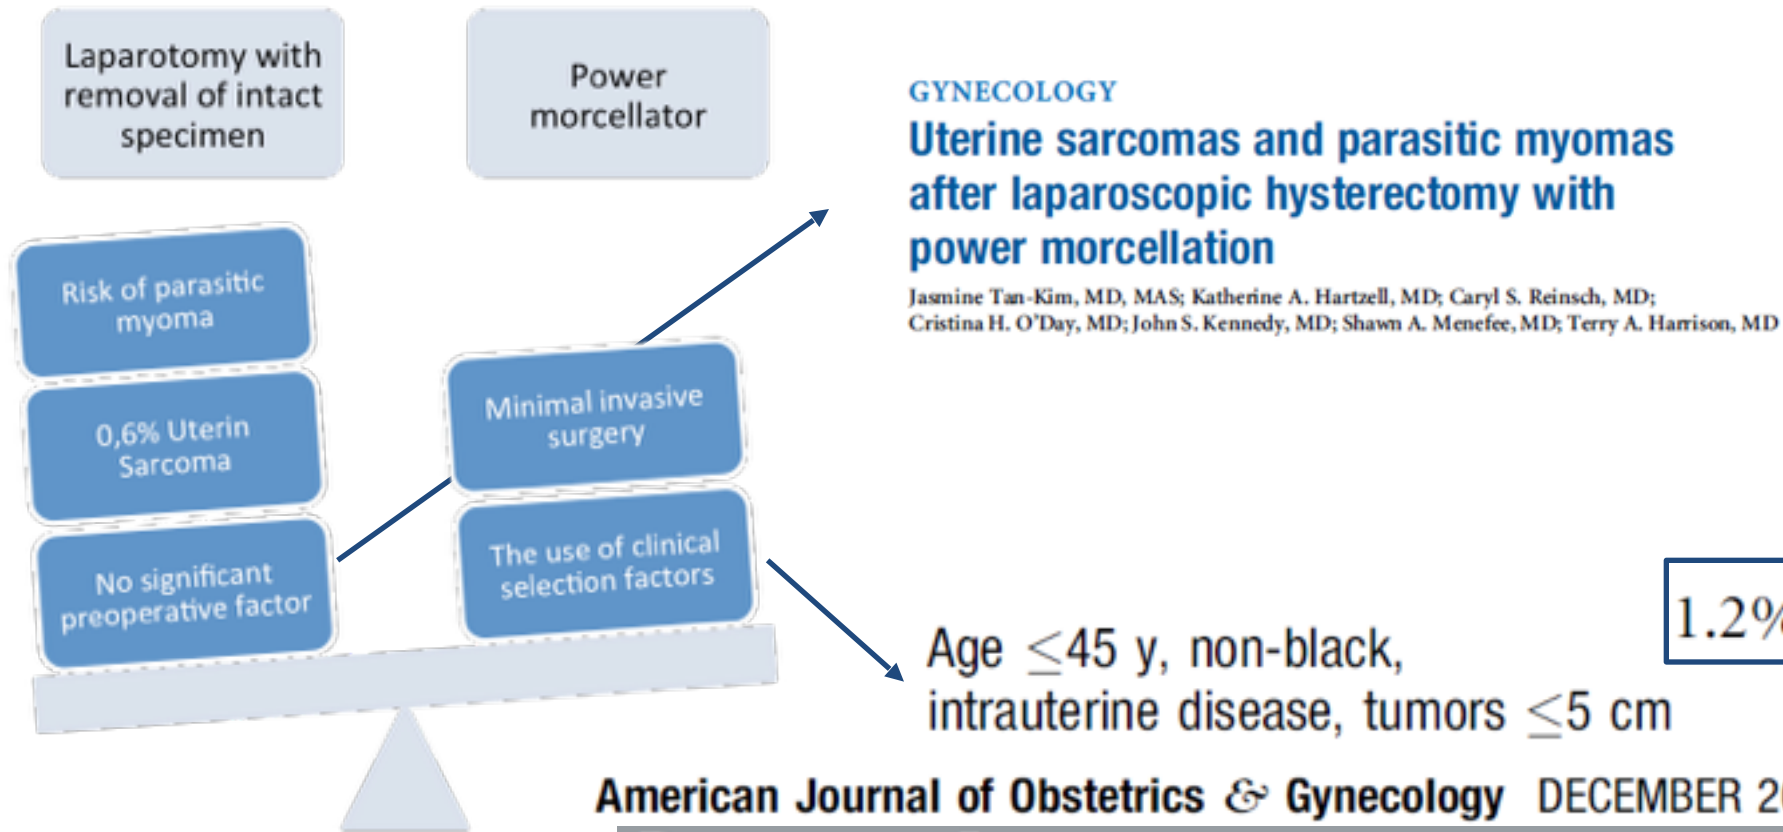 Laparotomy with
removal of intact
specimen
Power
morcellator
Risk of parasitic
myoma
0,6% Uterin
Sarcoma
No significant
preoperative factor
Minimal invasive
surgery
The use of clinical
selection factors
GYNECOLOGY
Uterine sarcomas and parasitic myomas
after laparoscopic hysterectomy with
power morcellation
Jasmine Tan-Kim, MD, MAS; Katherine A. Hartzell, MD; Caryl S. Reinsch, MD;
Cristina H. O'Day, MD; John S. Kennedy, MD; Shawn A. Menefee, MD; Terry A. Harrison, MD
1.2%
Age ≤45 y, non-black,
intrauterine disease, tumors ≤5 cm
American Journal of Obstetrics & Gynecology DECEMBER